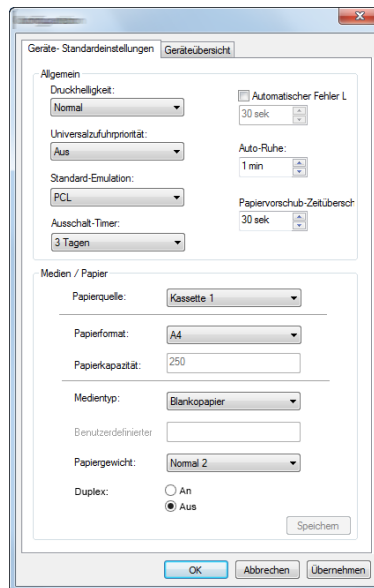 Geräte- Standardeinstellungen
Geräteübersicht
Allgemein
Druckhelligkeit:
Normal
Automatischer Fehler L
30 sek
Universalzufuhrpriorität:
Aus
Auto-Ruhe:
1 min
Standard-Emulation:
PCL
Papiervorschub-Zeitübersch
30 sek
Ausschalt-Timer:
3 Tagen
Medien / Papier
Papierquelle:
Kassette 1
Papierformat:
A4
Papierkapazität:
250
Medientyp:
Blankopapier
Benutzerdefinierter
Papiergewicht:
Normal 2
Duplex:
An
Aus
Speichern
OK
Abbrechen
Übernehmen